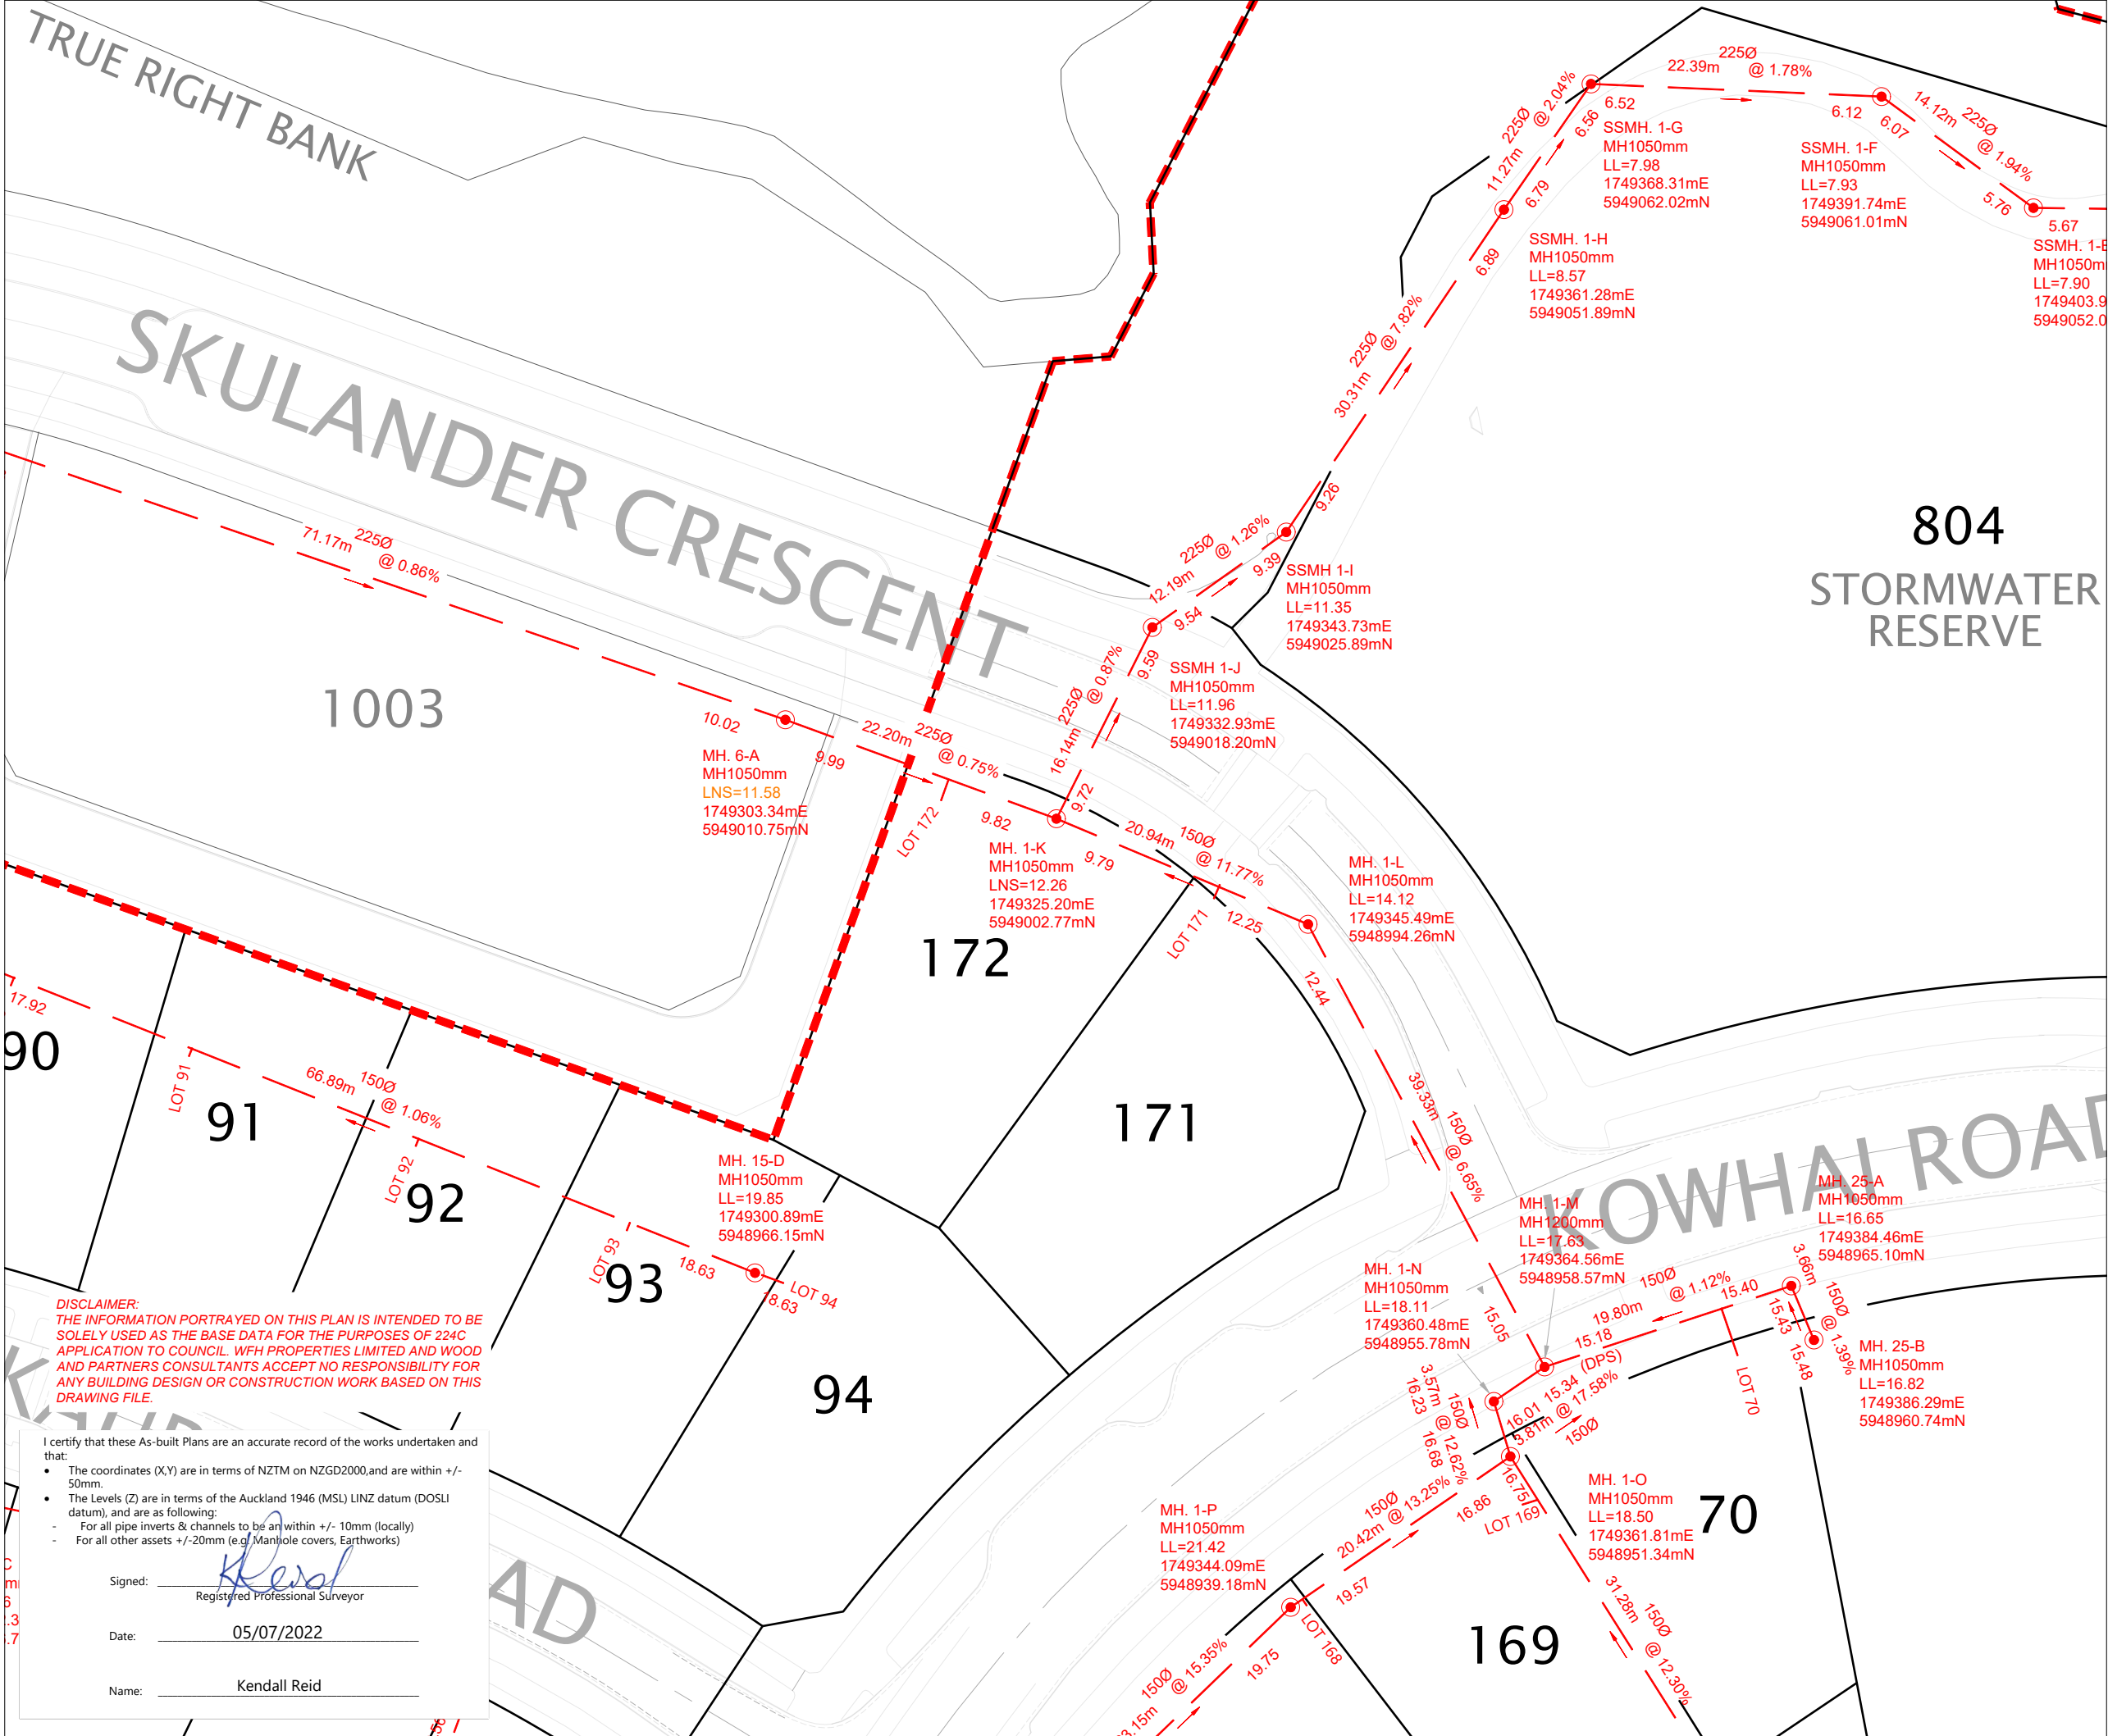 TRUE RIGHT BANK
SKULANDER CRESCENT
225Ø
@ 2.04%
11.27m
6.56
6.79
6.52
22.39m
225Ø
@ 1.78%
6.12
6.07
14.12m
225Ø
@ 1.94%
5.76
5.67
SSMH. 1-G
MH1050mm
LL=7.98
1749368.31mE
5949062.02mN
SSMH. 1-F
MH1050mm
LL=7.93
1749391.74mE
5949061.01mN
SSMH. 1-E
MH1050m
LL=7.90
1749403.9
5949052.0
SSMH. 1-H
MH1050mm
LL=8.57
1749361.28mE
5949051.89mN
6.89
225Ø
@ 7.82%
30.31m
9.26
804
STORMWATER
RESERVE
225Ø
@ 1.26%
12.19m
9.39
9.54
SSMH 1-I
MH1050mm
LL=11.35
1749343.73mE
5949025.89mN
71.17m
225Ø
@ 0.86%
1003
10.02
9.99
MH. 6-A
MH1050mm
LNS=11.58
1749303.34mE
5949010.75mN
22.20m
225Ø
@ 0.75%
LOT 172
9.82
9.59
225Ø
@ 0.87%
16.14m
9.72
SSMH 1-J
MH1050mm
LL=11.96
1749332.93mE
5949018.20mN
MH. 1-K
MH1050mm
LNS=12.26
1749325.20mE
5949002.77mN
9.79
20.94m
150Ø
@ 11.77%
LOT 171
12.25
MH. 1-L
MH1050mm
LL=14.12
1749345.49mE
5948994.26mN
12.44
172
171
17.92
90
LOT 91
91
66.89m
150Ø
@ 1.06%
LOT 92
92
LOT 93
93
18.63
18.63
LOT 94
MH. 15-D
MH1050mm
LL=19.85
1749300.89mE
5948966.15mN
94
39.33m
150Ø
@ 6.65%
15.05
KOWHAI ROAD
MH. 1-M
MH1200mm
LL=17.63
1749364.56mE
5948958.57mN
MH. 25-A
MH1050mm
LL=16.65
1749384.46mE
5948965.10mN
MH. 1-N
MH1050mm
LL=18.11
1749360.48mE
5948955.78mN
150Ø
@ 1.12%
19.80m
15.40
15.18
(DPS)
3.66m
150Ø
@ 1.39%
15.43
15.48
MH. 25-B
MH1050mm
LL=16.82
1749386.29mE
5948960.74mN
LOT 70
3.57m
150Ø
@ 12.62%
16.23
16.68
16.01
15.34
3.81m @ 17.58%
150Ø
16.75
LOT 169
MH. 1-O
MH1050mm
LL=18.50
1749361.81mE
5948951.34mN
70
150Ø
@ 13.25%
20.42m
16.86
19.57
MH. 1-P
MH1050mm
LL=21.42
1749344.09mE
5948939.18mN
LOT 168
150Ø
@ 15.35%
19.75
3.15m
169
31.28m
150Ø
@ 12.30%
DISCLAIMER:
THE INFORMATION PORTRAYED ON THIS PLAN IS INTENDED TO BE
SOLELY USED AS THE BASE DATA FOR THE PURPOSES OF 224C
APPLICATION TO COUNCIL. WFH PROPERTIES LIMITED AND WOOD
AND PARTNERS CONSULTANTS ACCEPT NO RESPONSIBILITY FOR
ANY BUILDING DESIGN OR CONSTRUCTION WORK BASED ON THIS
DRAWING FILE.
AD
I certify that these As-built Plans are an accurate record of the works undertaken and
that:
• The coordinates (X,Y) are in terms of NZTM on NZGD2000,and are within +/-
50mm.
• The Levels (Z) are in terms of the Auckland 1946 (MSL) LINZ datum (DOSLI
datum), and are as following:
- For all pipe inverts & channels to be an within +/- 10mm (locally)
- For all other assets +/-20mm (e.g. Manhole covers, Earthworks)
Signed: KReid
Registered Professional Surveyor
Date: 05/07/2022
Name: Kendall Reid